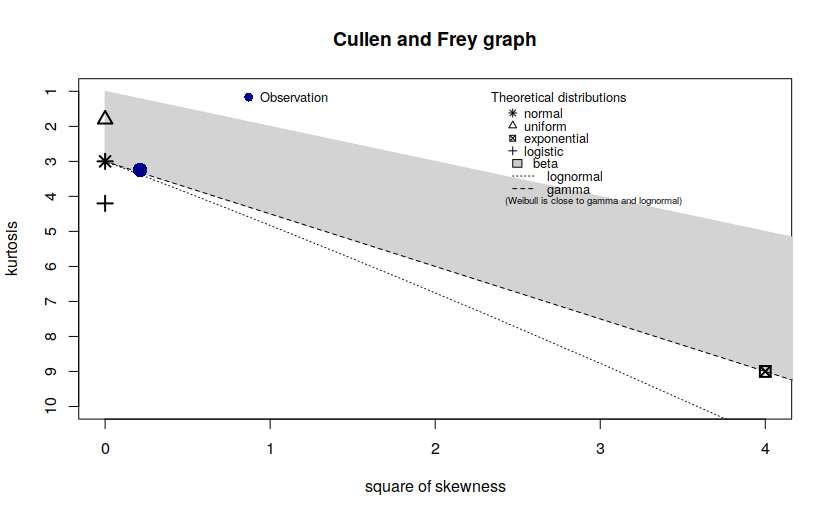 Cullen and Frey graph
Observation
Theoretical distributions
normal
uniform
exponential
logistic
beta
lognormal
gamma
(Weibull is close to gamma and lognormal)
kurtosis
1
2
3
4
5
6
7
8
9
10
0
1
2
3
4
square of skewness